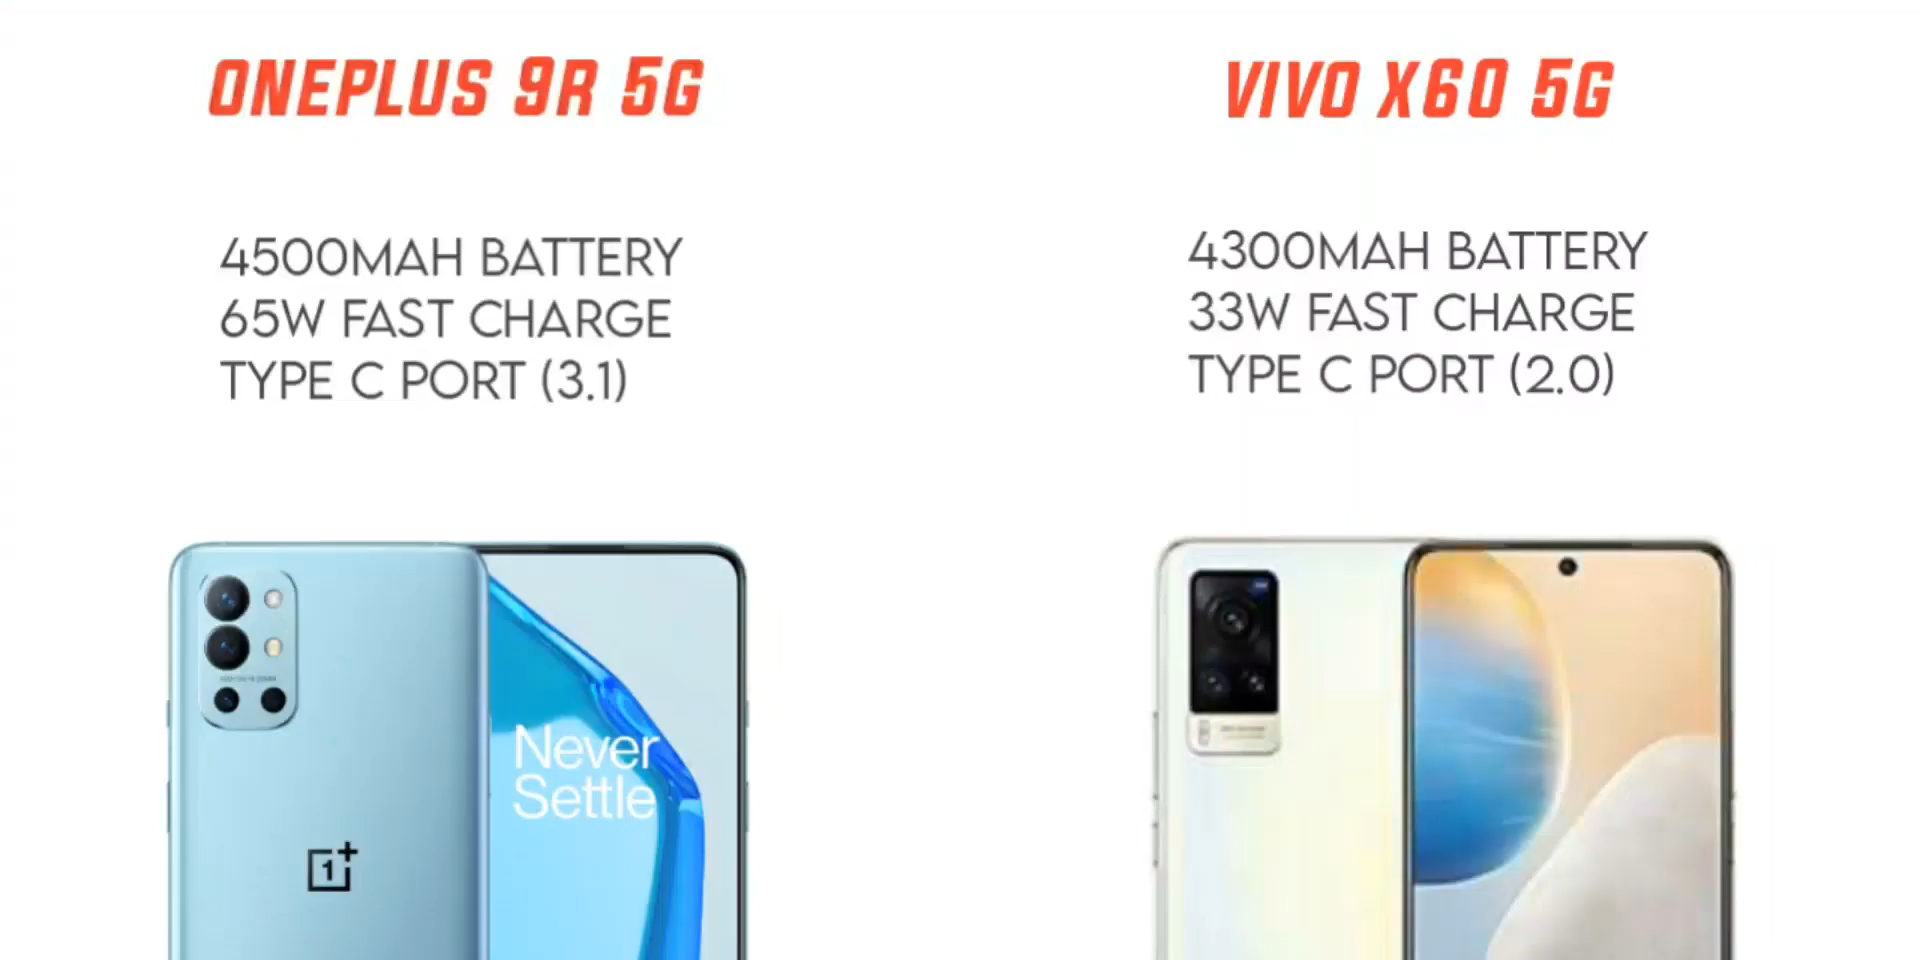 ONEPLUS 9R 5G
4500MAH BATTERY
65W FAST CHARGE
TYPE C PORT (3.1)
Never
Settle
1+
VIVO X60 5G
4300MAH BATTERY
33W FAST CHARGE
TYPE C PORT (2.0)